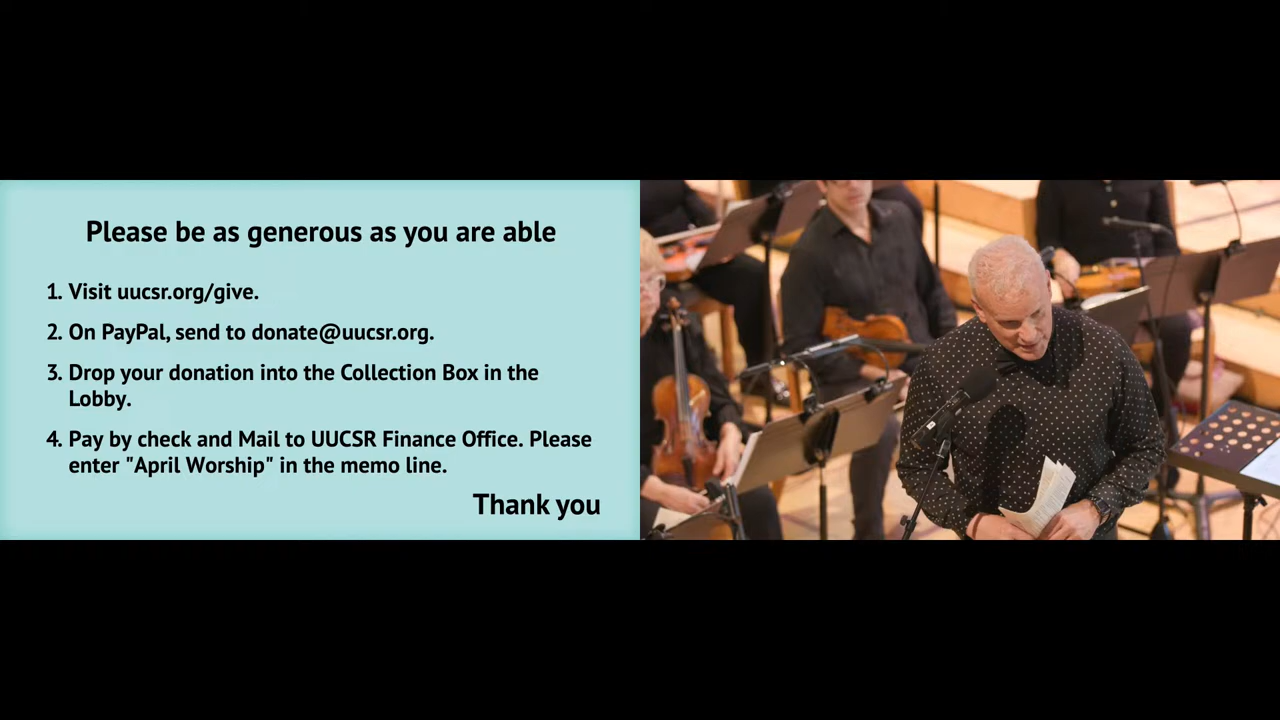 Please be as generous as you are able
1. Visit uucsr.org/give.
2. On PayPal, send to donate@uucsr.org.
3. Drop your donation into the Collection Box in the
Lobby.
4. Pay by check and Mail to UUCSR Finance Office. Please
enter "April Worship" in the memo line.
Thank you